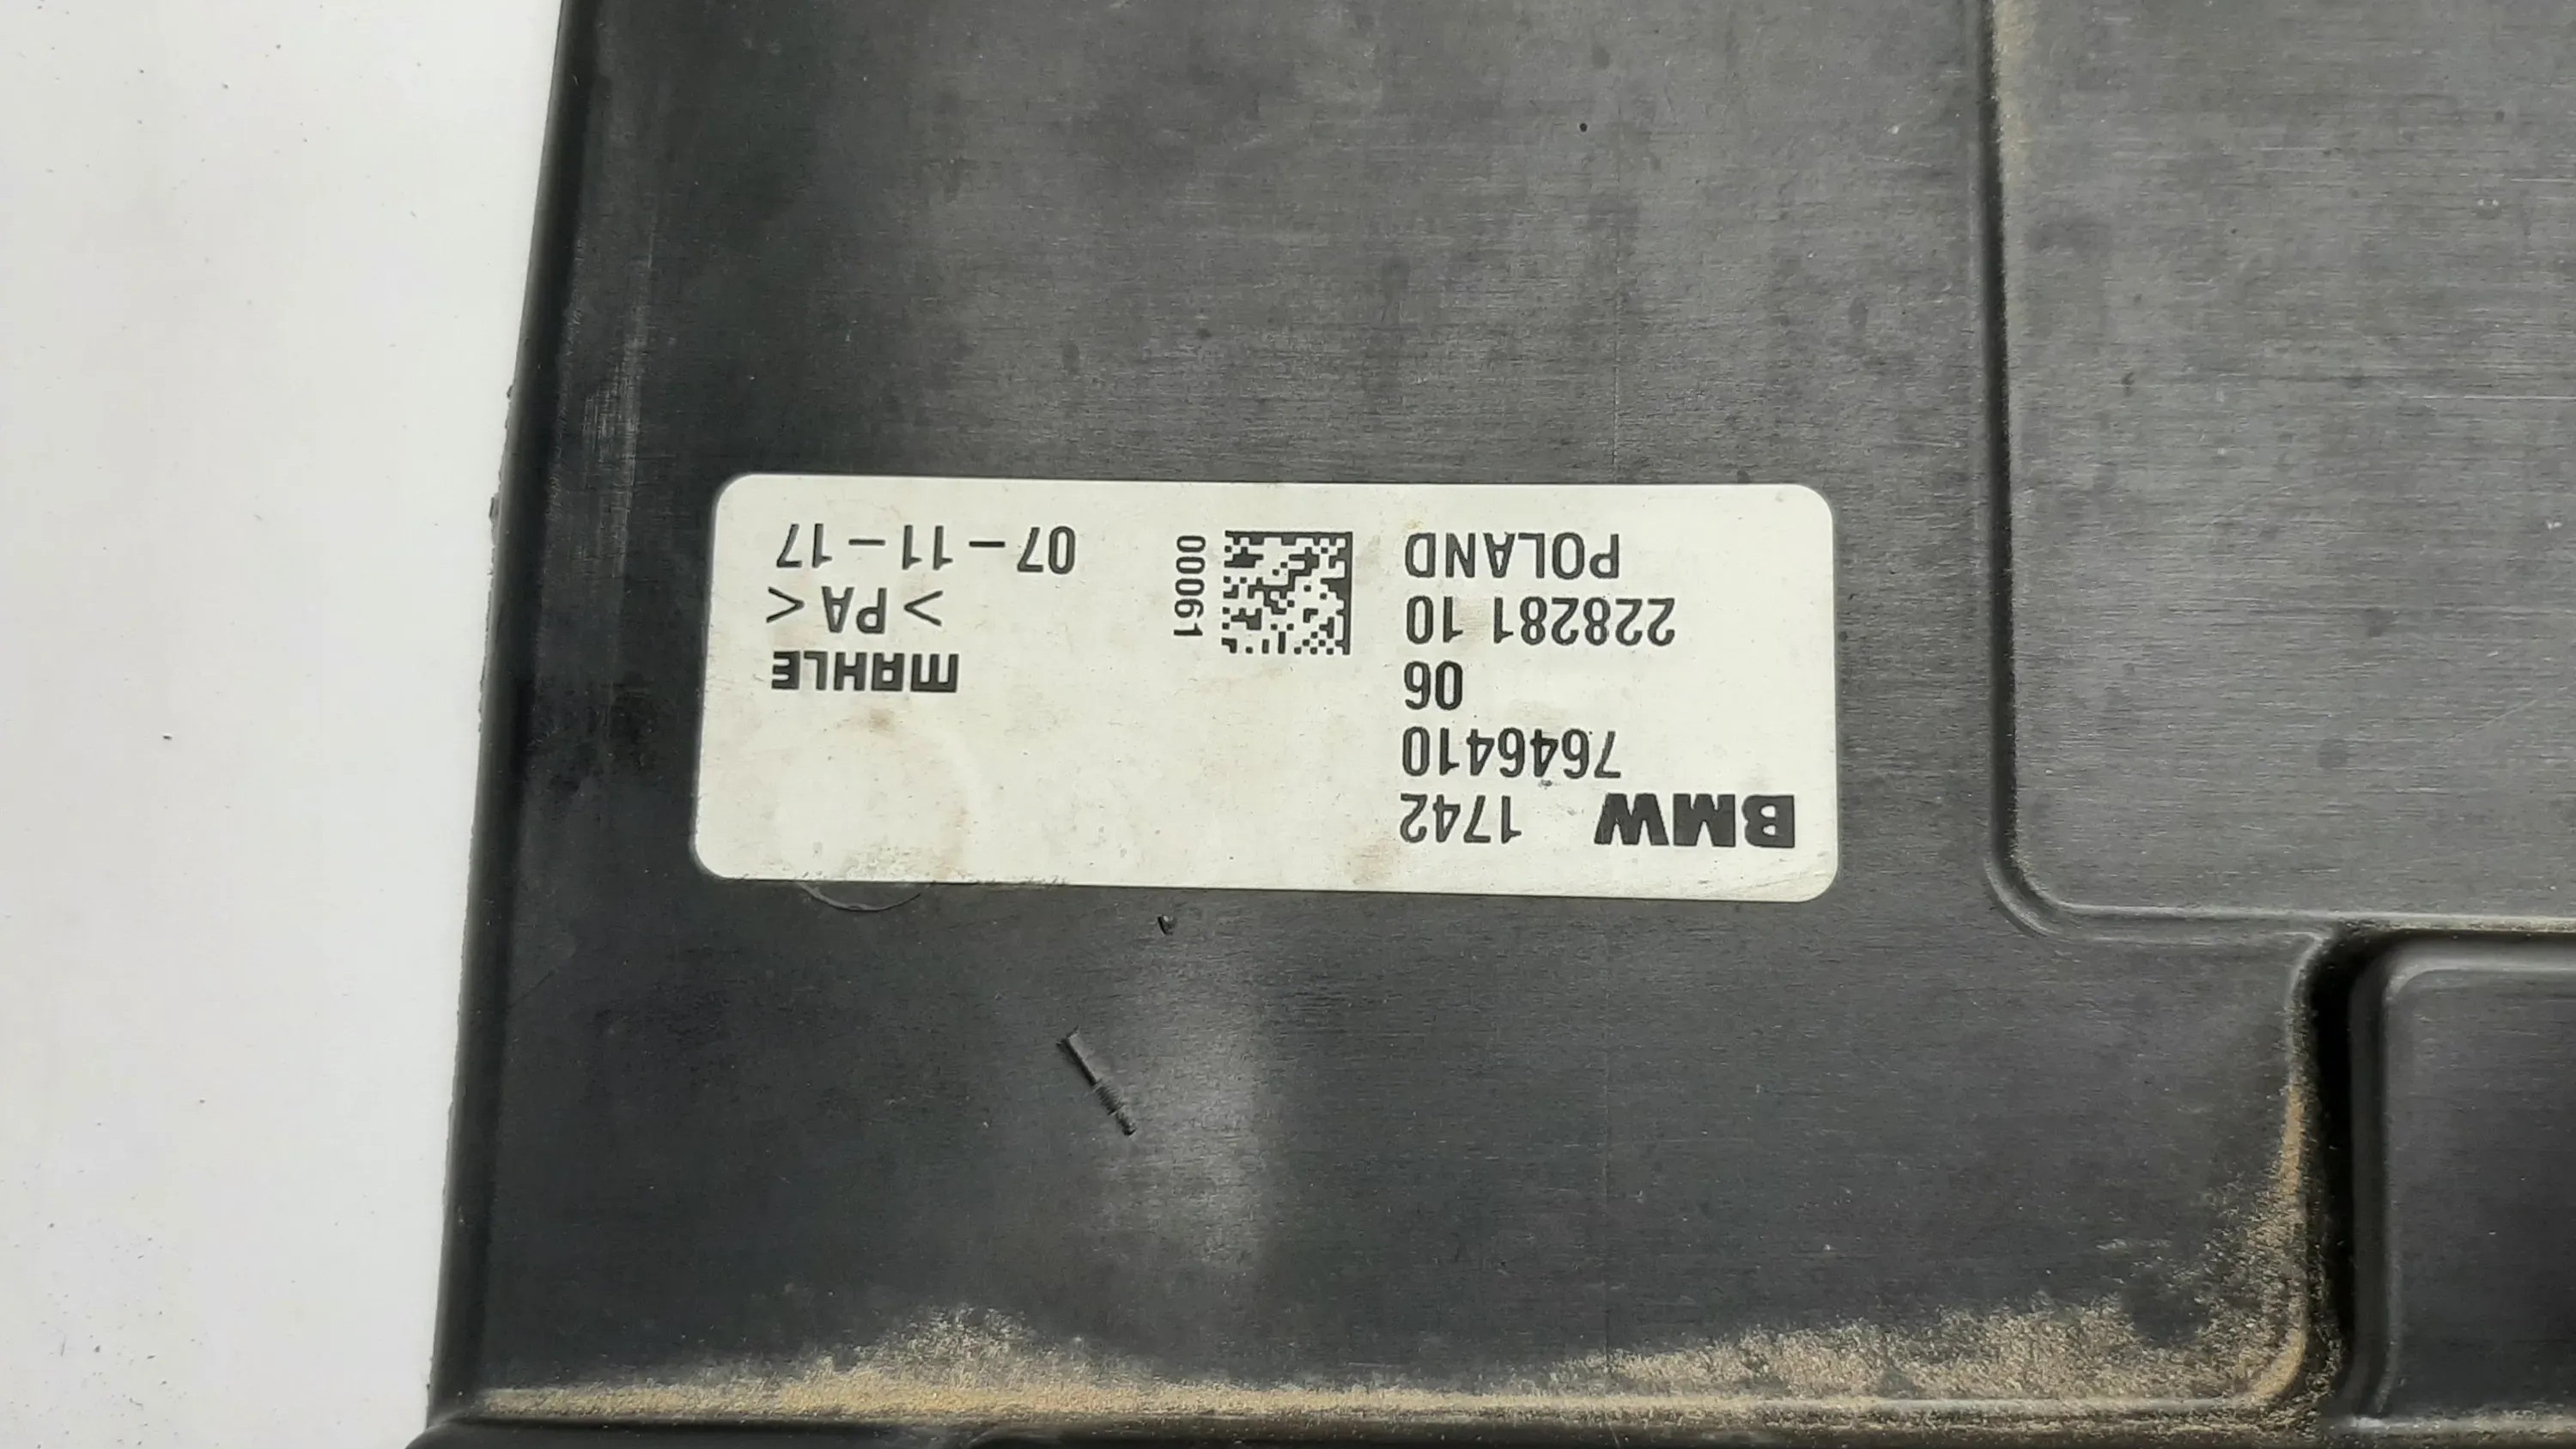 BMW 1742
7646410
06
228281 10
POLAND
00061
MAHLE
>PA<
07-11-17